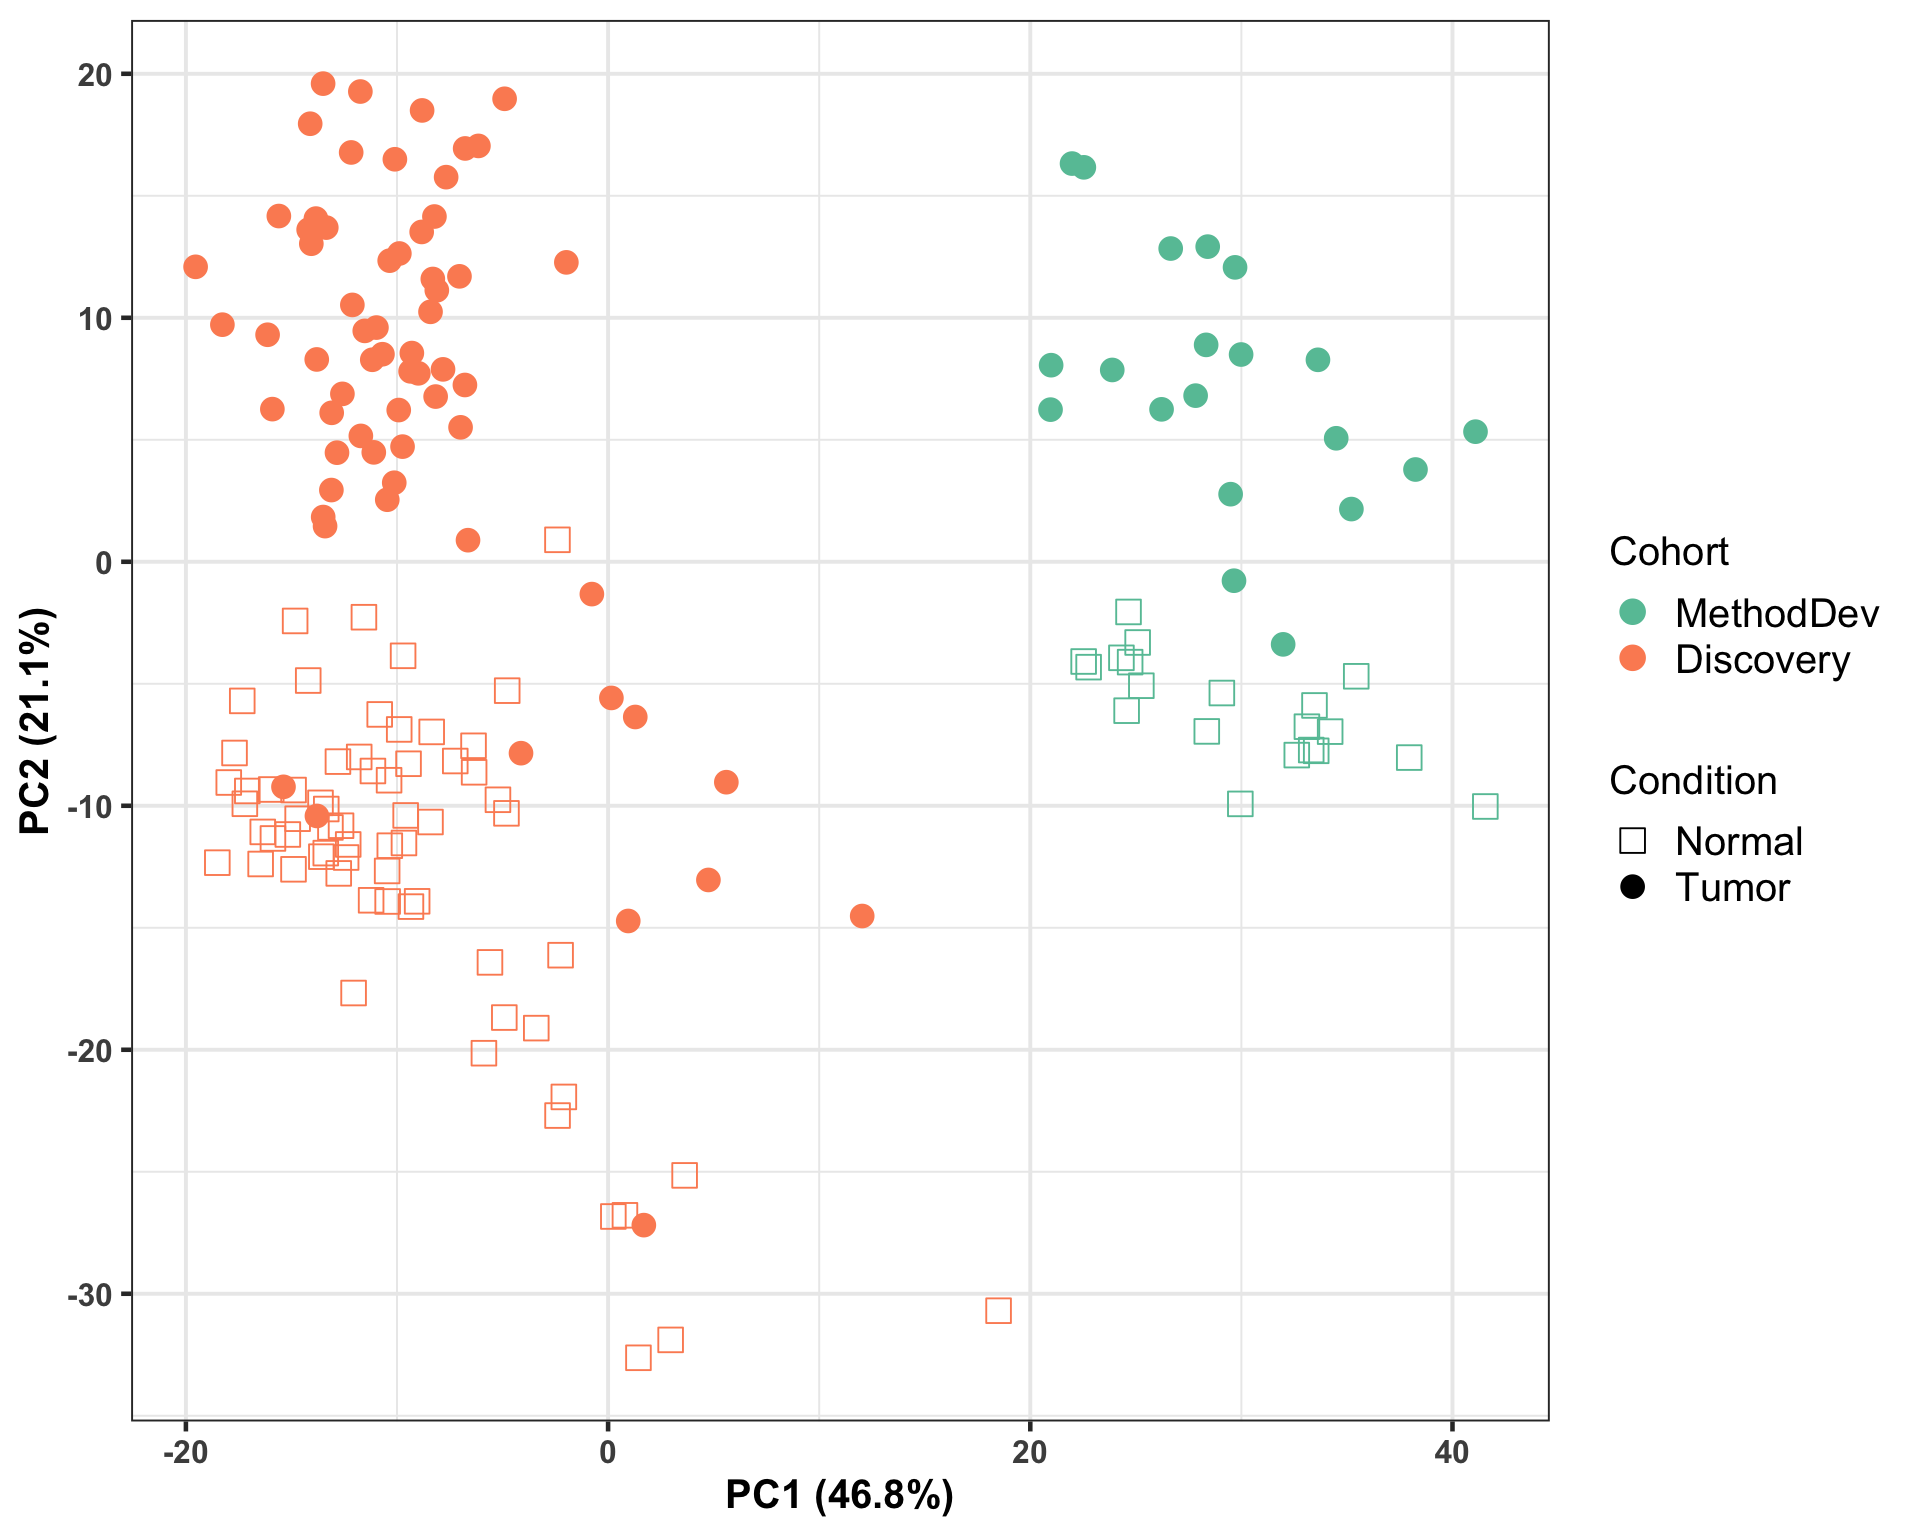 20
10
0
-10
-20
-30
PC2 (21.1%)
-20
0
20
40
PC1 (46.8%)
Cohort
MethodDev
Discovery
Condition
Normal
Tumor